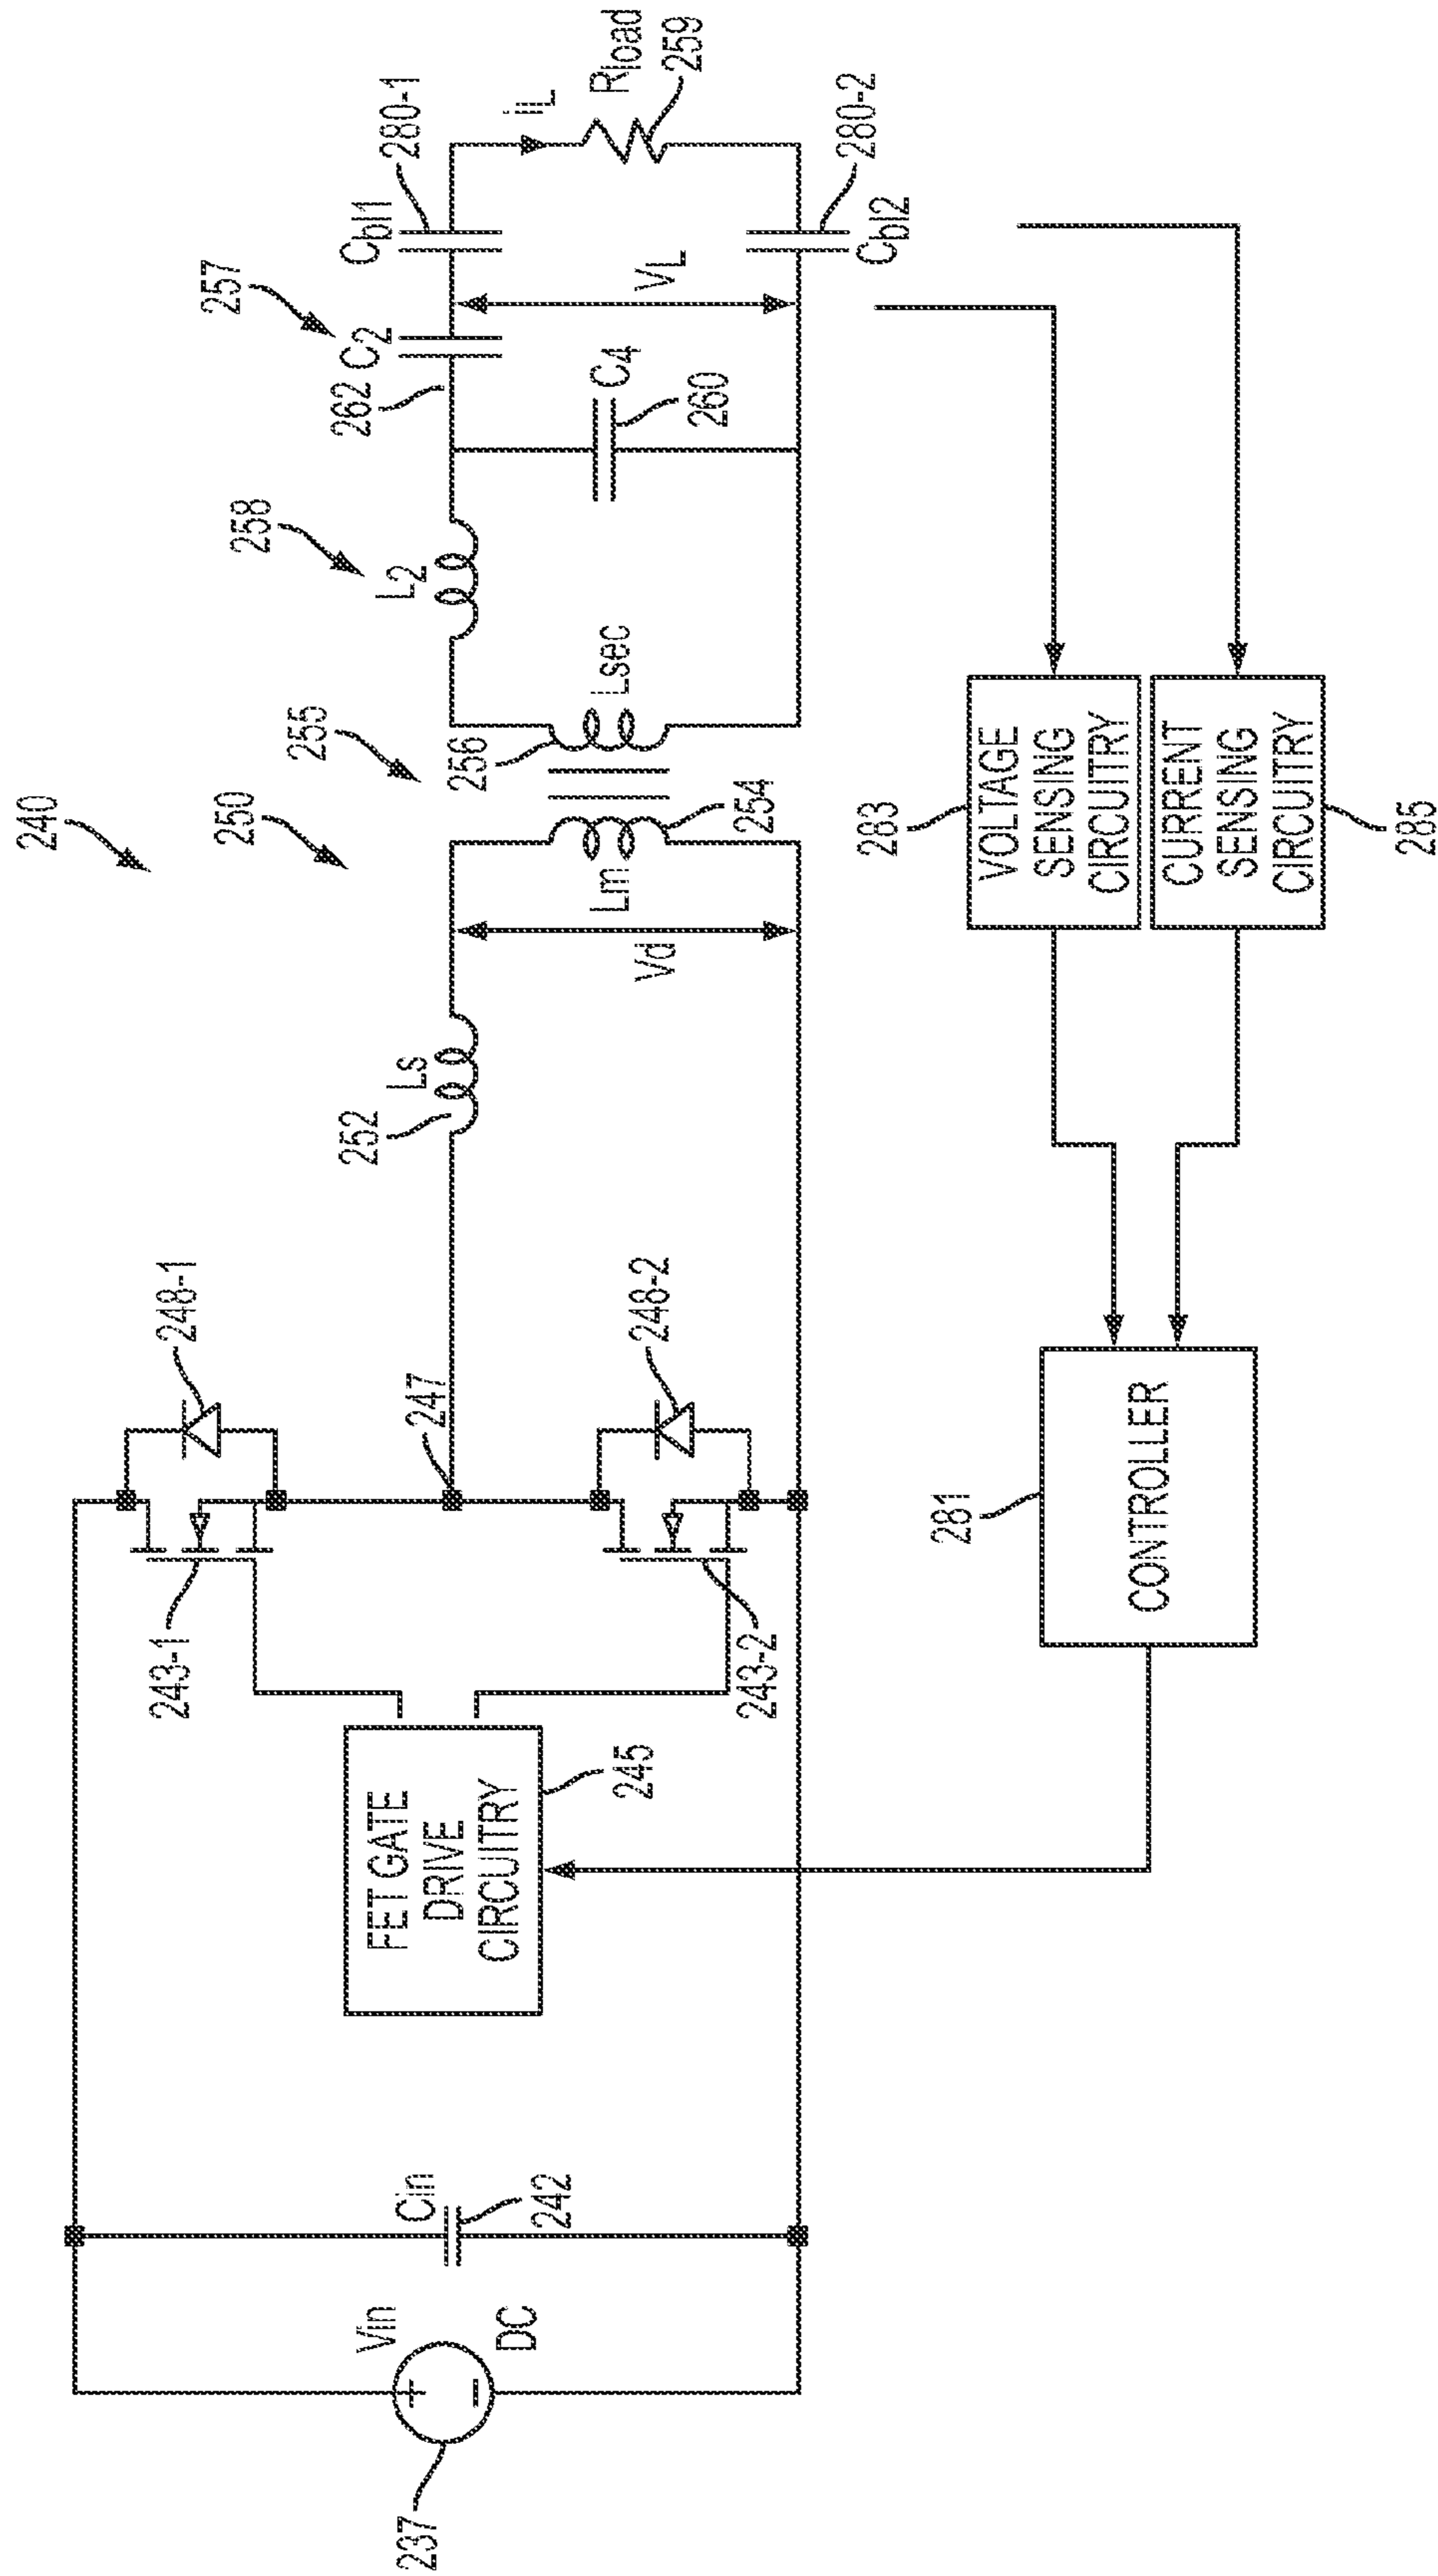 240
250
255
258
257
248-1
243-1
247
252
Ls
L2
262
C2
Cbl1
280-1
iL
Rload
259
237
Vin
DC
Cin
242
FET GATE
DRIVE
CIRCUITRY
245
243-2
248-2
Vd
Lm
254
256
Lsec
C4
260
VL
Cbl2
280-2
281
CONTROLLER
283
VOLTAGE
SENSING
CIRCUITRY
CURRENT
SENSING
CIRCUITRY
285